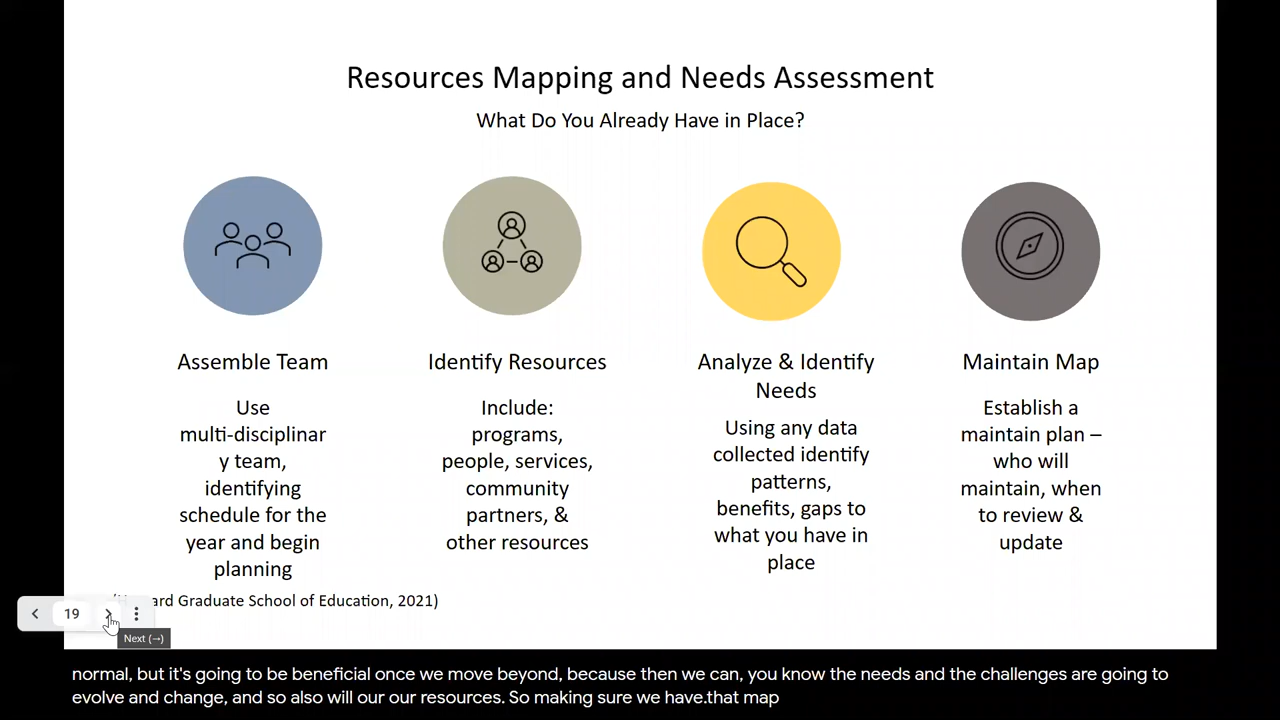 Resources Mapping and Needs Assessment
What Do You Already Have in Place?
Assemble Team
Use
multi-disciplinar
y team,
identifying
schedule for the
year and begin
planning
Identify Resources
Include:
programs,
people, services,
community
partners, &
other resources
Analyze & Identify
Needs
Using any data
collected identify
patterns,
benefits, gaps to
what you have in
place
Maintain Map
Establish a
maintain plan –
who will
maintain, when
to review &
update
Graduate School of Education, 2021)
19
Next (→)
normal, but it's going to be beneficial once we move beyond, because then we can, you know the needs and the challenges are going to
evolve and change, and so also will our our resources. So making sure we have.that map